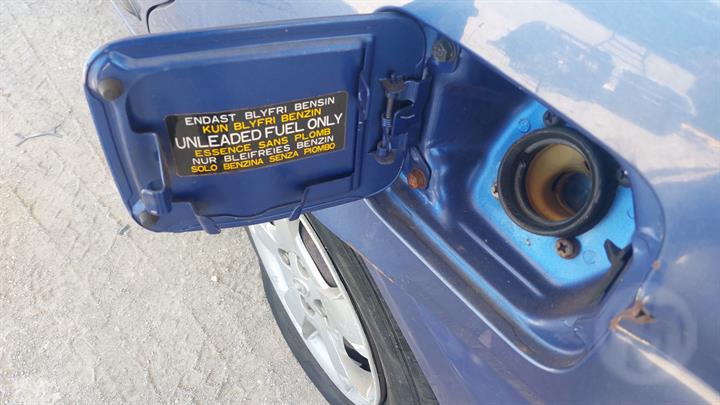 ENDAST BLYFRI BENSIN
KUN BLYFRI BENZIN
UNLEADED FUEL ONLY
ESSENCE SANS PLOMB
NUR BLEIFREIES BENZIN
SOLO BENZINA SENZA PIOMBO